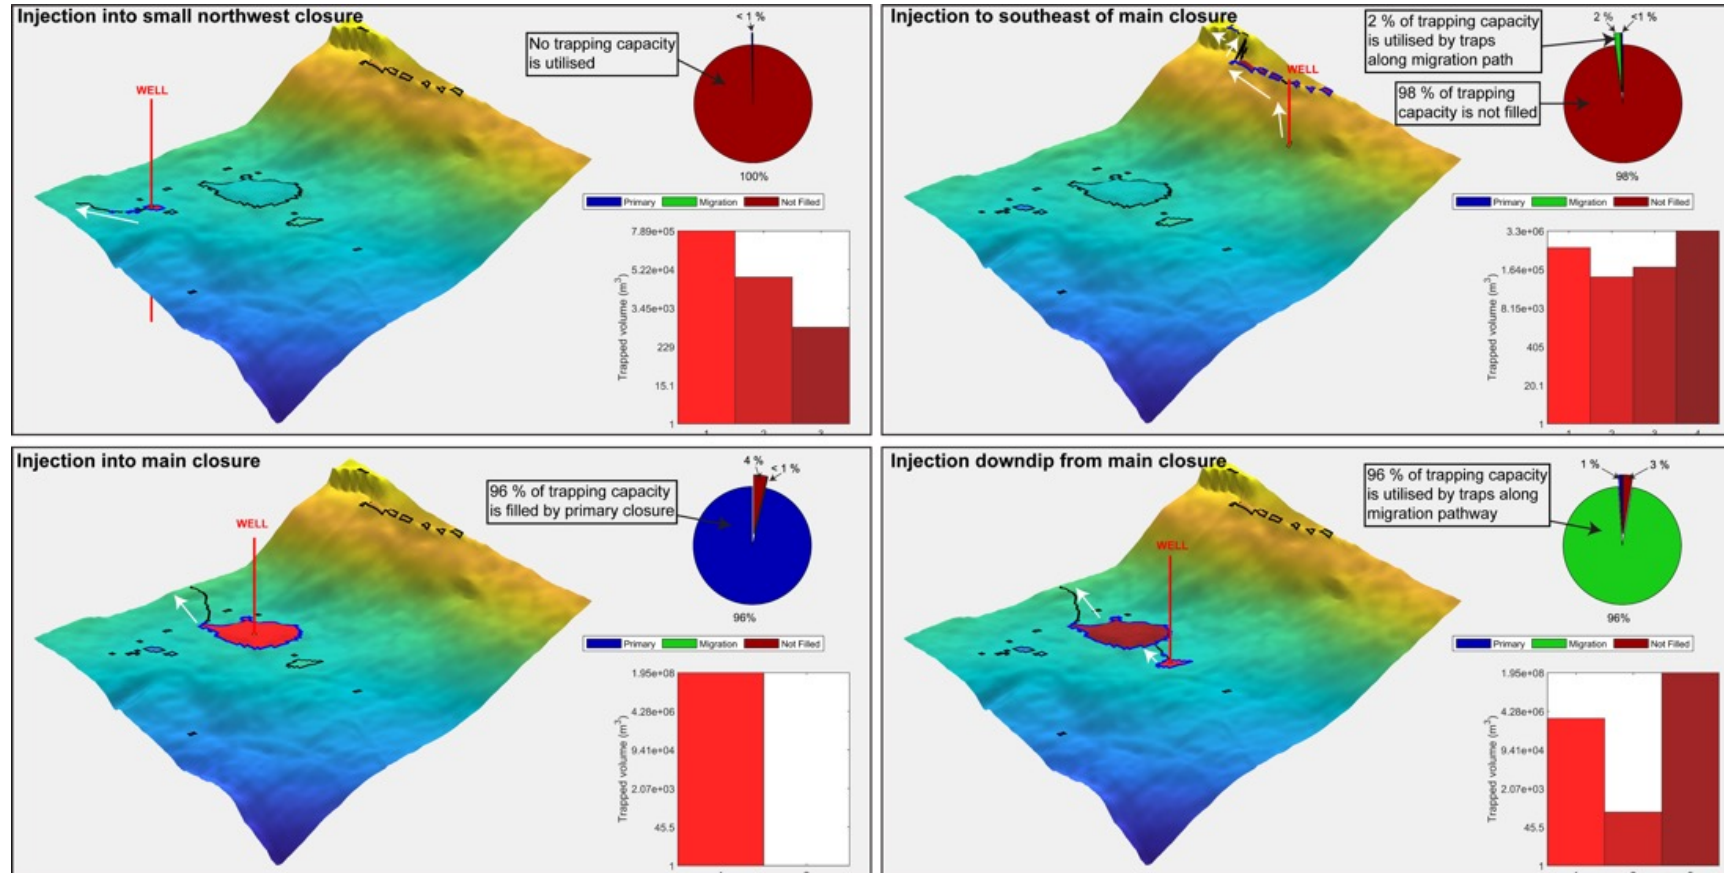 Injection into small northwest closure
No trapping capacity
is utilised
< 1 %
WELL
100%
Primary
Migration
Not Filled
7.89e+05
5.22e+04
3.45e+03
229
15.1
1
Trapped volume (m³)
1
2
3
Injection to southeast of main closure
2 % of trapping capacity
is utilised by traps
along migration path
98 % of trapping
capacity is not filled
2 %
<1 %
WELL
98%
Primary
Migration
Not Filled
3.3e+06
1.64e+05
8.15e+03
405
20.1
1
Trapped volume (m³)
1
2
3
4
Injection into main closure
96 % of trapping capacity
is filled by primary closure
4 %
< 1 %
WELL
96%
Primary
Migration
Not Filled
1.95e+08
4.28e+06
9.41e+04
2.07e+03
45.5
1
Trapped volume (m³)
Injection downdip from main closure
96 % of trapping capacity
is utilised by traps along
migration pathway
1 %
3 %
WELL
96%
Primary
Migration
Not Filled
1.95e+08
4.28e+06
9.41e+04
2.07e+03
45.5
1
Trapped volume (m³)